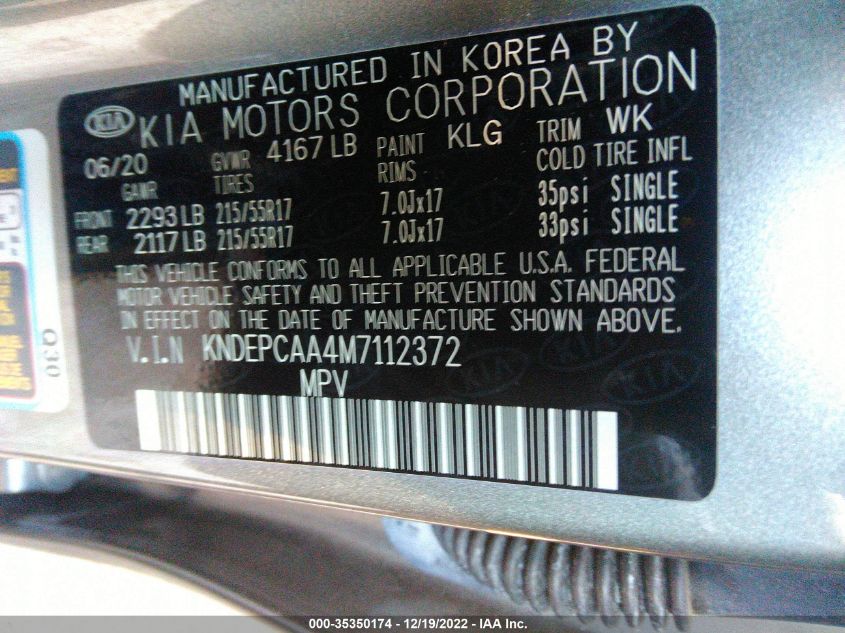 MANUFACTURED IN KOREA BY
KIA KIA MOTORS CORPORATION
06/20 GVWR 4167 LB PAINT KLG TRIM WK
GAWR TIRES RIMS COLD TIRE INFL
FRONT 2293 LB 215/55R17 7.0Jx17 35psi SINGLE
REAR 2117 LB 215/55R17 7.0Jx17 33psi SINGLE
THIS VEHICLE CONFORMS TO ALL APPLICABLE U.S.A. FEDERAL
MOTOR VEHICLE SAFETY AND THEFT PREVENTION STANDARDS
IN EFFECT ON THE DATE OF MANUFACTURE SHOWN ABOVE.
V.I.N KNDEPCAA4M7112372
MPV
Q30
000-35350174 - 12/19/2022 - IAA Inc.